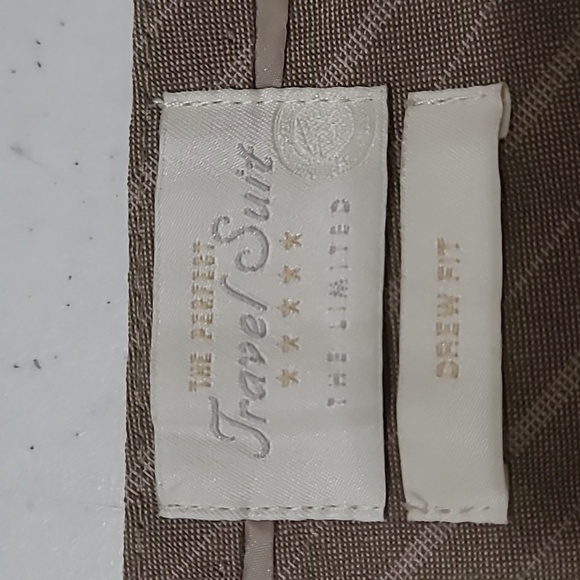 THE PERFECT
Travel Suit
THE LIMITED
DREW FIT